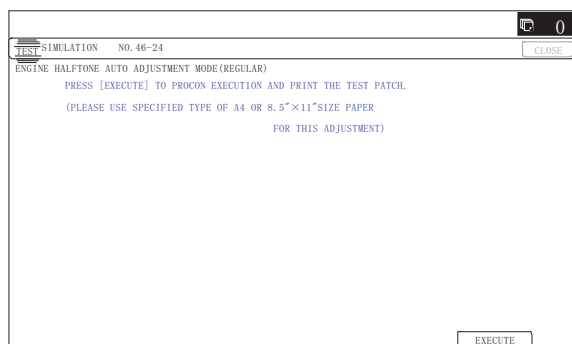 0
TEST SIMULATION NO.46-24
CLOSE
ENGINE HALFTONE AUTO ADJUSTMENT MODE(REGULAR)
PRESS [EXECUTE] TO PROCON EXECUTION AND PRINT THE TEST PATCH.
(PLEASE USE SPECIFIED TYPE OF A4 OR 8.5″×11″SIZE PAPER
FOR THIS ADJUSTMENT)
EXECUTE